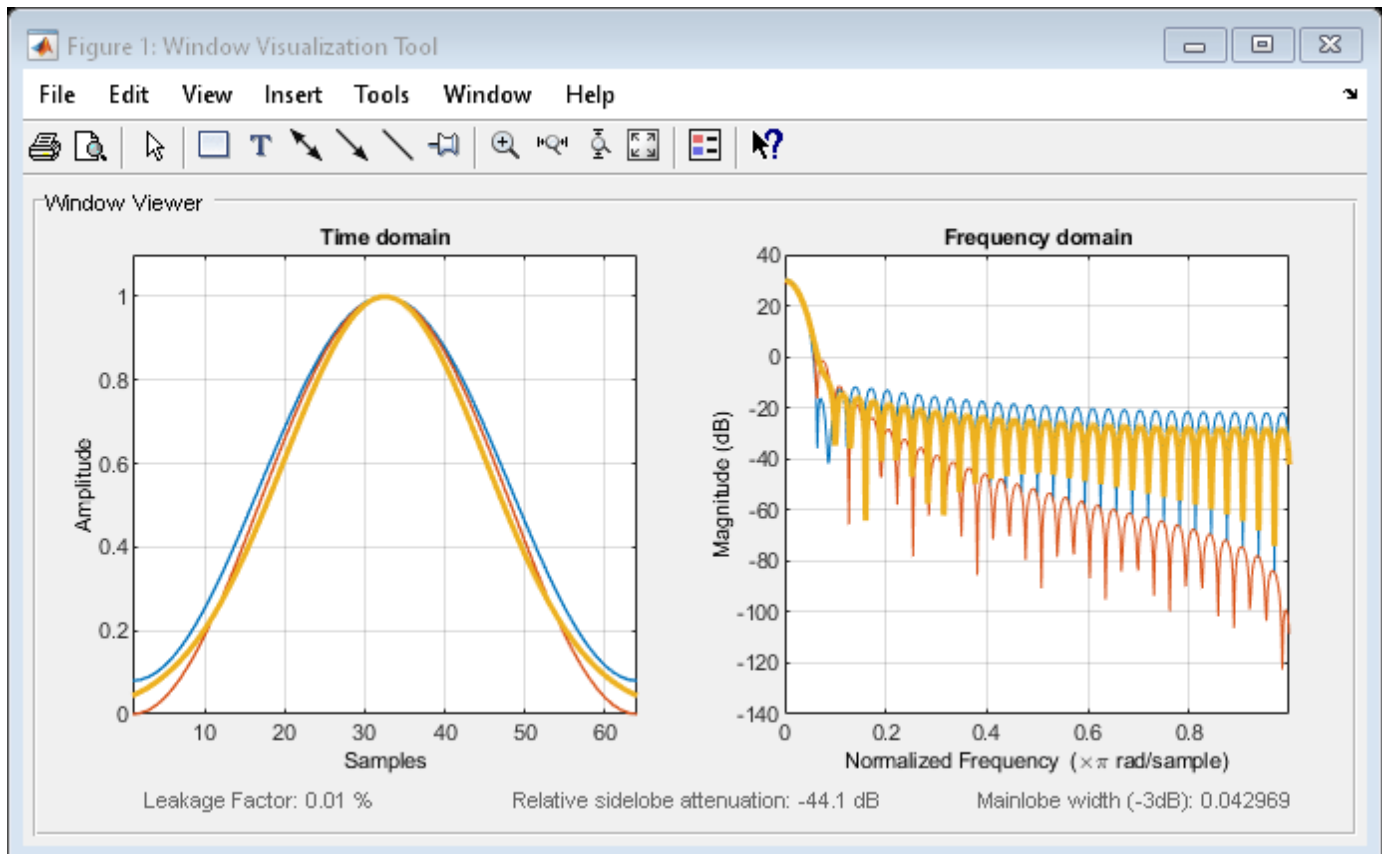 Figure 1: Window Visualization Tool
File Edit View Insert Tools Window Help
T
?
Window Viewer
Time domain
Amplitude
1
0.8
0.6
0.4
0.2
0
10 20 30 40 50 60
Samples
Frequency domain
Magnitude (dB)
40
20
0
-20
-40
-60
-80
-100
-120
-140
0 0.2 0.4 0.6 0.8
Normalized Frequency (×π rad/sample)
Leakage Factor: 0.01 % Relative sidelobe attenuation: -44.1 dB Mainlobe width (-3dB): 0.042969